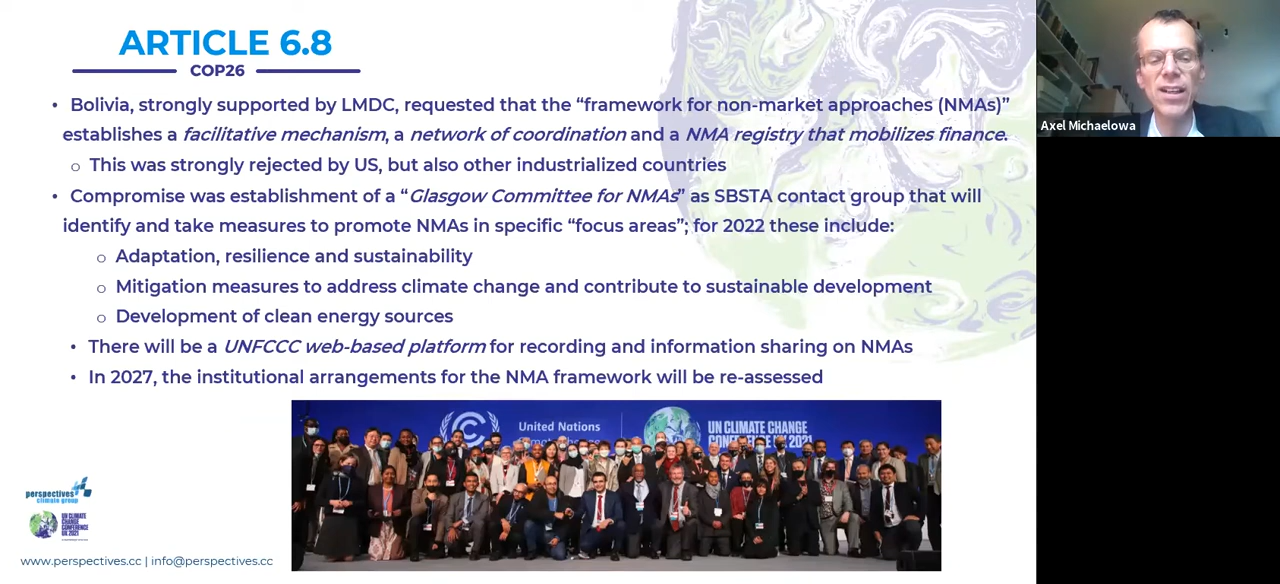 ARTICLE 6.8
COP26
• Bolivia, strongly supported by LMDC, requested that the “framework for non-market approaches (NMAs)”
establishes a facilitative mechanism, a network of coordination and a NMA registry that mobilizes finance.
o This was strongly rejected by US, but also other industrialized countries
• Compromise was establishment of a “Glasgow Committee for NMAs” as SBSTA contact group that will
identify and take measures to promote NMAs in specific “focus areas”; for 2022 these include:
o Adaptation, resilience and sustainability
o Mitigation measures to address climate change and contribute to sustainable development
o Development of clean energy sources
• There will be a UNFCCC web-based platform for recording and information sharing on NMAs
• In 2027, the institutional arrangements for the NMA framework will be re-assessed
United Nations
UN CLIMATE CHANGE
CONFERENCE UK 2021
perspectives
climate group
UN CLIMATE
CHANGE
CONFERENCE
UK 2021
www.perspectives.cc | info@perspectives.cc
Axel Michaelowa